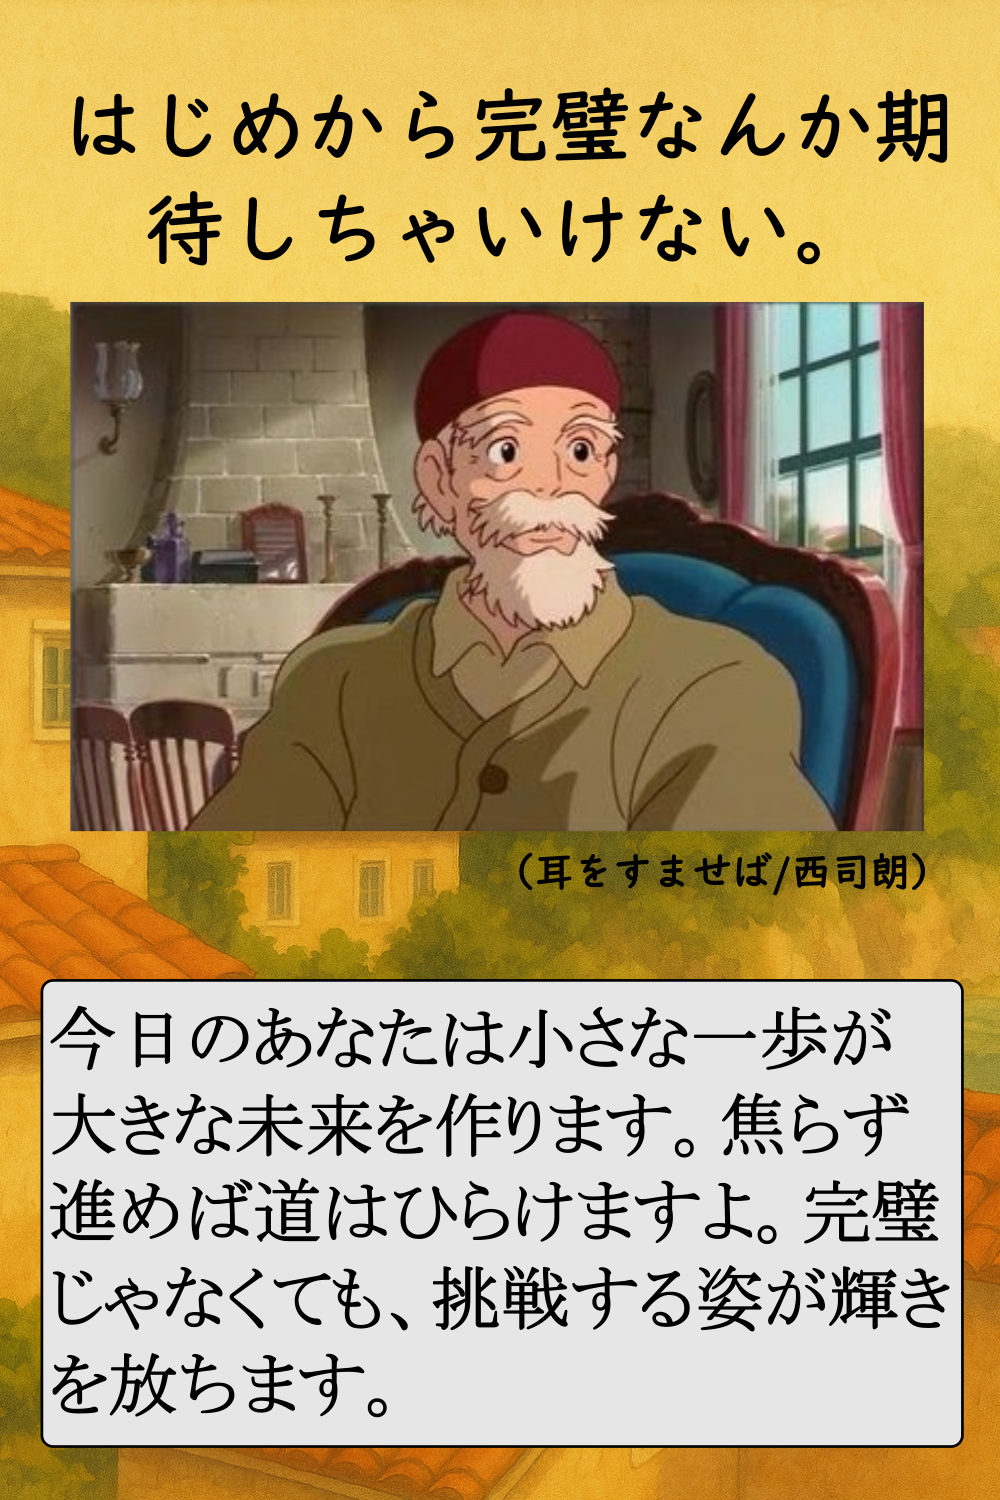 はじめから完璧なんか期
待しちゃいけない。
(耳をすませば/西司朗)
今日のあなたは小さな一歩が
大きな未来を作ります。焦らず
進めば道はひらけますよ。完璧
じゃなくても、挑戦する姿が輝き
を放ちます。